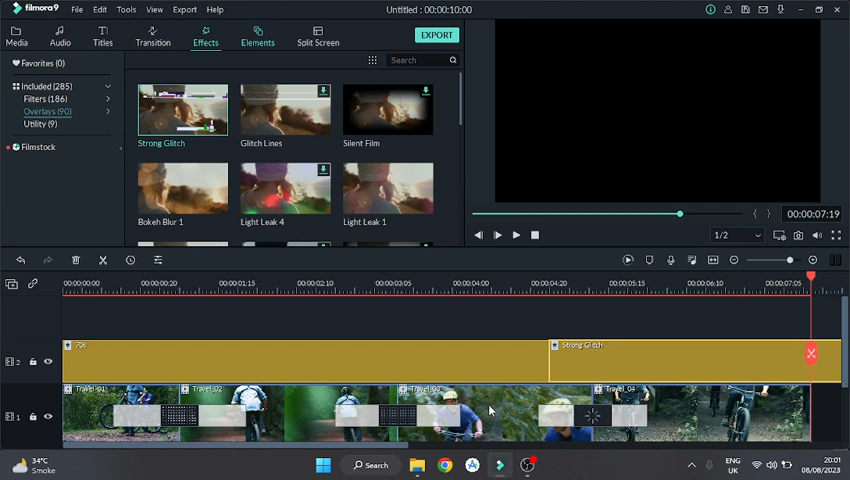 filmora9
File Edit Tools View Export Help
Untitled : 00:00:10:00
Media Audio Titles Transition Effects Elements Split Screen
EXPORT
Favorites (0)
Included (285)
Filters (186)
Overlays (90)
Utility (9)
Filmstock
Search
Strong Glitch Glitch Lines Silent Film
Bokeh Blur 1 Light Leak 4 Light Leak 1
00:00:07:19
1/2
00:00:00:00 00:00:00:20 00:00:01:15 00:00:02:10 00:00:03:05 00:00:04:00 00:00:04:20 00:00:05:15 00:00:06:10 00:00:07:05
70s Strong Glitch
2
Travel_01 Travel_02 Travel_03 Travel_04
1
34°C
Smoke
Search
ENG
UK
20:01
08/08/2023